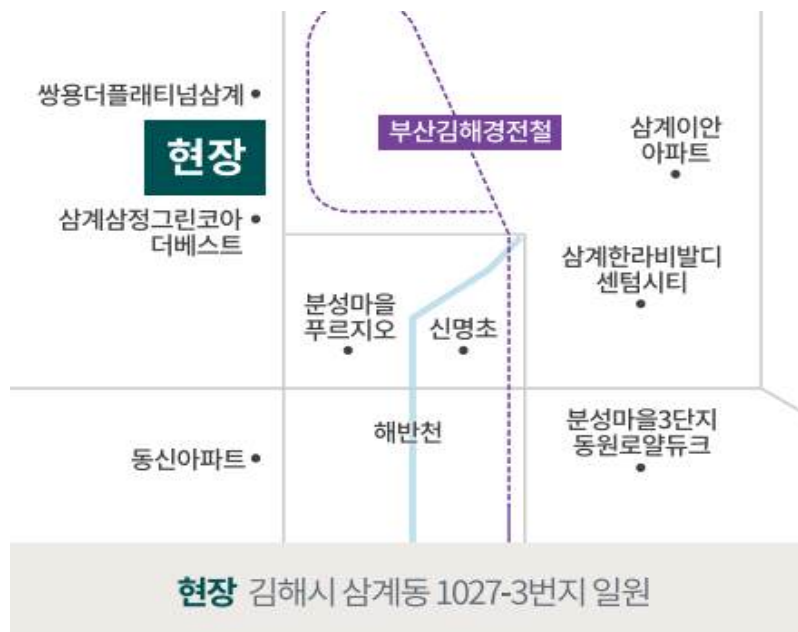 쌍용더플래티넘삼계
현장
부산김해경전철
삼계이안
아파트
삼계삼정그린코아
더베스트
삼계한라비발디
센텀시티
분성마을
푸르지오
신명초
해반천
동신아파트
분성마을3단지
동원로얄듀크
현장 김해시 삼계동 1027-3번지 일원